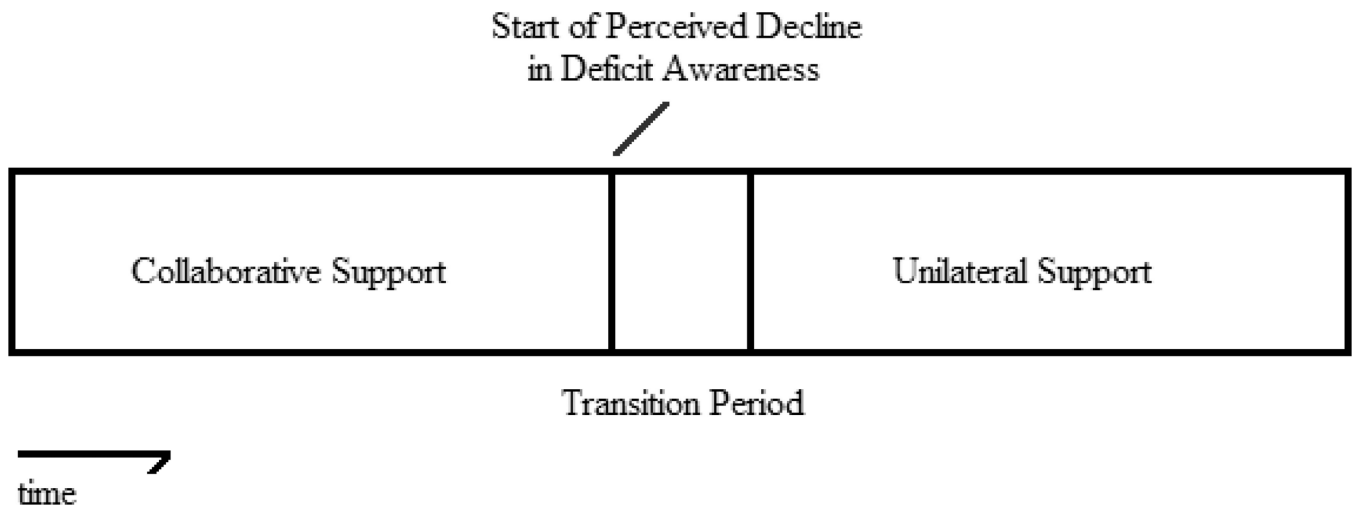 Start of Perceived Decline
in Deficit Awareness
Collaborative Support
Unilateral Support
Transition Period
time